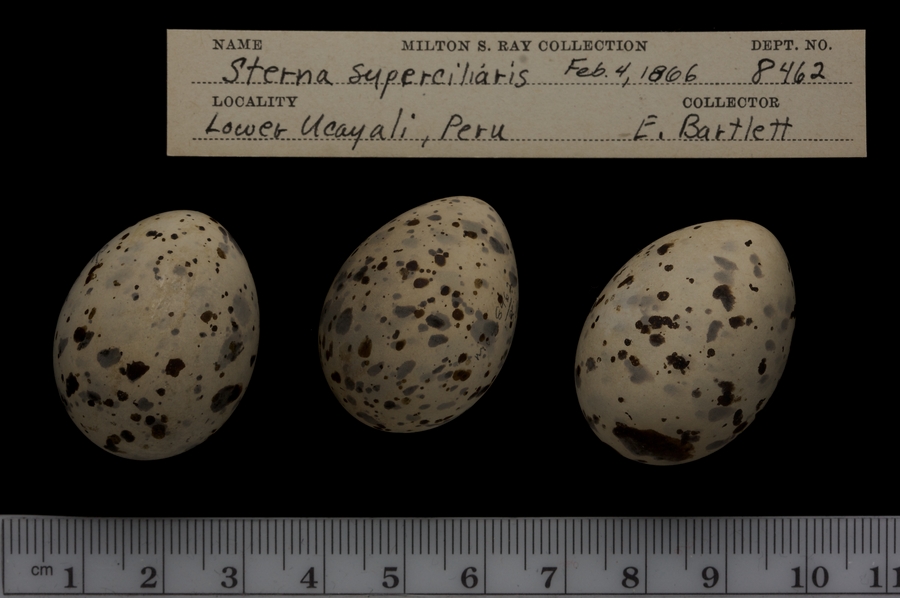 NAME MILTON S. RAY COLLECTION DEPT. NO.
Sterna superciliaris Feb. 4, 1866 8462
LOCALITY COLLECTOR
Lower Ucayali, Peru E. Bartlett
cm 1 2 3 4 5 6 7 8 9 10 11